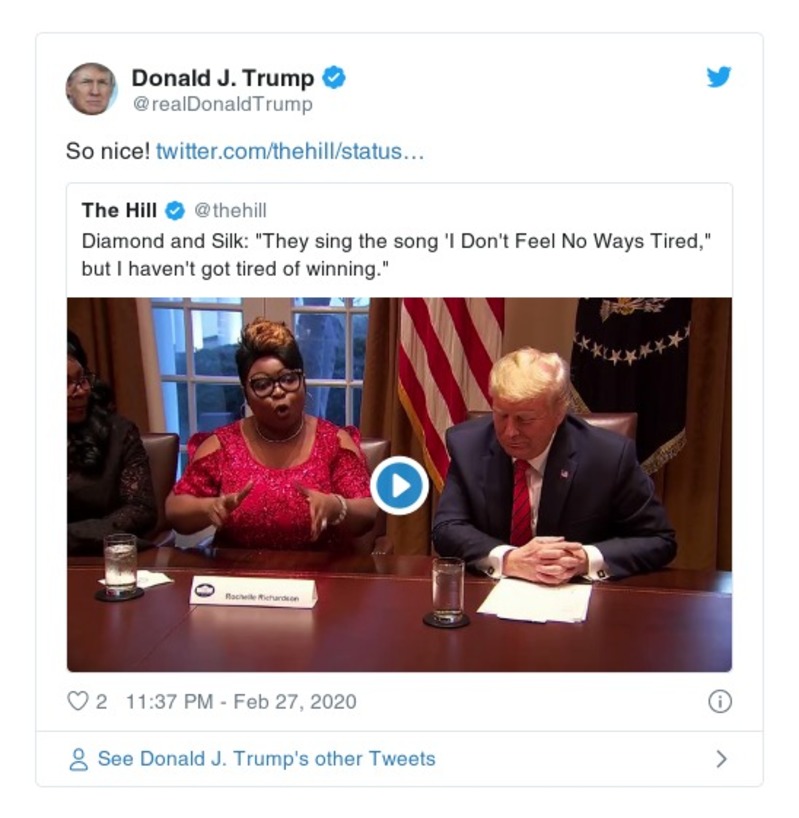 Donald J. Trump
@realDonaldTrump
So nice! twitter.com/thehill/status…
The Hill @thehill
Diamond and Silk: "They sing the song 'I Don't Feel No Ways Tired,"
but I haven't got tired of winning."
Rochelle Richardson
2 11:37 PM - Feb 27, 2020
See Donald J. Trump's other Tweets